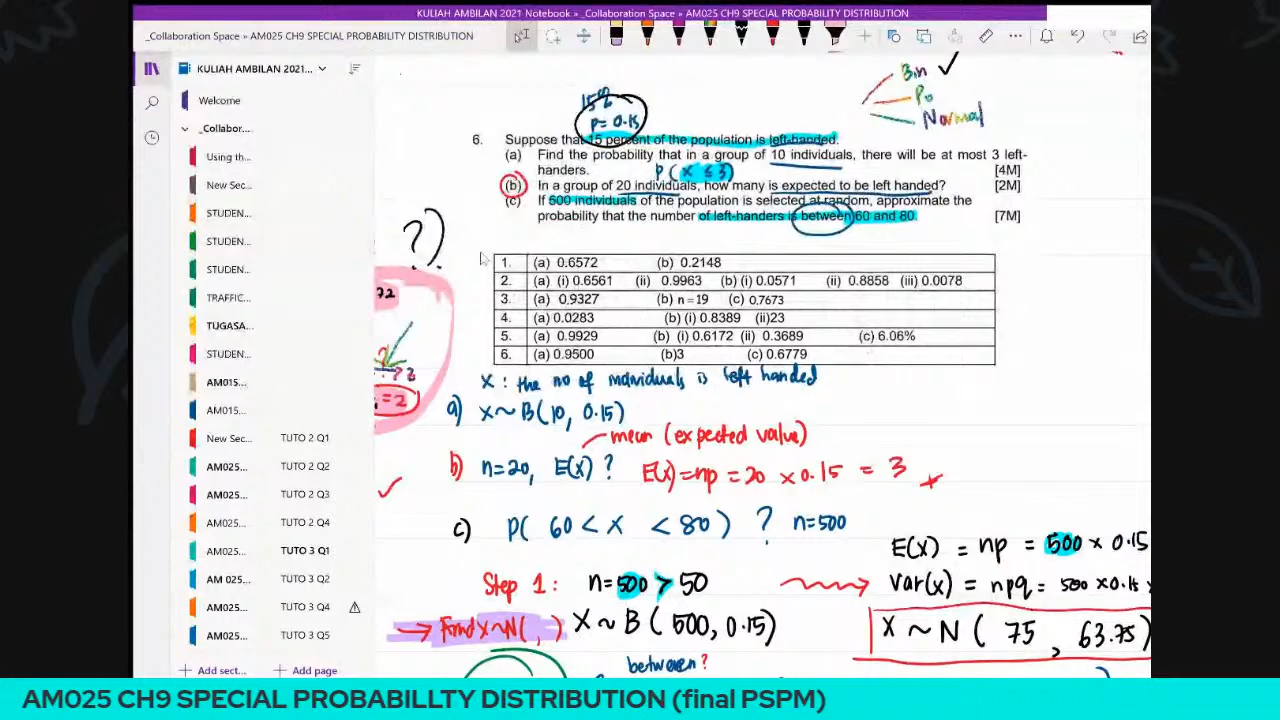 KULIAH AMBILAN 2021 Notebook » _Collaboration Space » AM025 CH9 SPECIAL PROBABILITY DISTRIBUTION
_Collaboration Space » AM025 CH9 SPECIAL PROBABILITY DISTRIBUTION
KULIAH AMBILAN 2021...
Welcome
_Collabor...
Using th...
New Sec...
STUDEN...
STUDEN...
STUDEN...
TRAFFIC...
TUGASA...
STUDEN...
AM015...
AM015...
New Sec... TUTO 2 Q1
AM025... TUTO 2 Q2
AM025... TUTO 2 Q3
AM025... TUTO 2 Q4
AM025... TUTO 3 Q1
AM 025... TUTO 3 Q2
AM025... TUTO 3 Q4
AM025... TUTO 3 Q5
+ Add sect... + Add page
Bin ✓
Po
Normal
15%
p = 0.15
6. Suppose that 15 percent of the population is left-handed.
(a) Find the probability that in a group of 10 individuals, there will be at most 3 left-
handers. P(X ≤ 3) [4M]
(b) In a group of 20 individuals, how many is expected to be left handed? [2M]
(c) If 500 individuals of the population is selected at random, approximate the
probability that the number of left-handers is between 60 and 80. [7M]
?)
72
= 2
1. (a) 0.6572 (b) 0.2148
2. (a) (i) 0.6561 (ii) 0.9963 (b) (i) 0.0571 (ii) 0.8858 (iii) 0.0078
3. (a) 0.9327 (b) n = 19 (c) 0.7673
4. (a) 0.0283 (b) (i) 0.8389 (ii)23
5. (a) 0.9929 (b) (i) 0.6172 (ii) 0.3689 (c) 6.06%
6. (a) 0.9500 (b)3 (c) 0.6779
X : the no of individuals is left handed
a) X ~ B(10, 0.15)
mean (expected value)
b) n=20, E(X) ? E(X)=np = 20 × 0.15 = 3
c) P( 60 < X < 80 ) ? n=500
E(X) = np = 500 × 0.15
Step 1: n = 500 > 50
Var(X) = npq = 500 × 0.15 ×
→ Find X~N( , ) X ~ B ( 500, 0.15)
X ~ N ( 75 , 63.75)
between?
AM025 CH9 SPECIAL PROBABILLTY DISTRIBUTION (final PSPM)